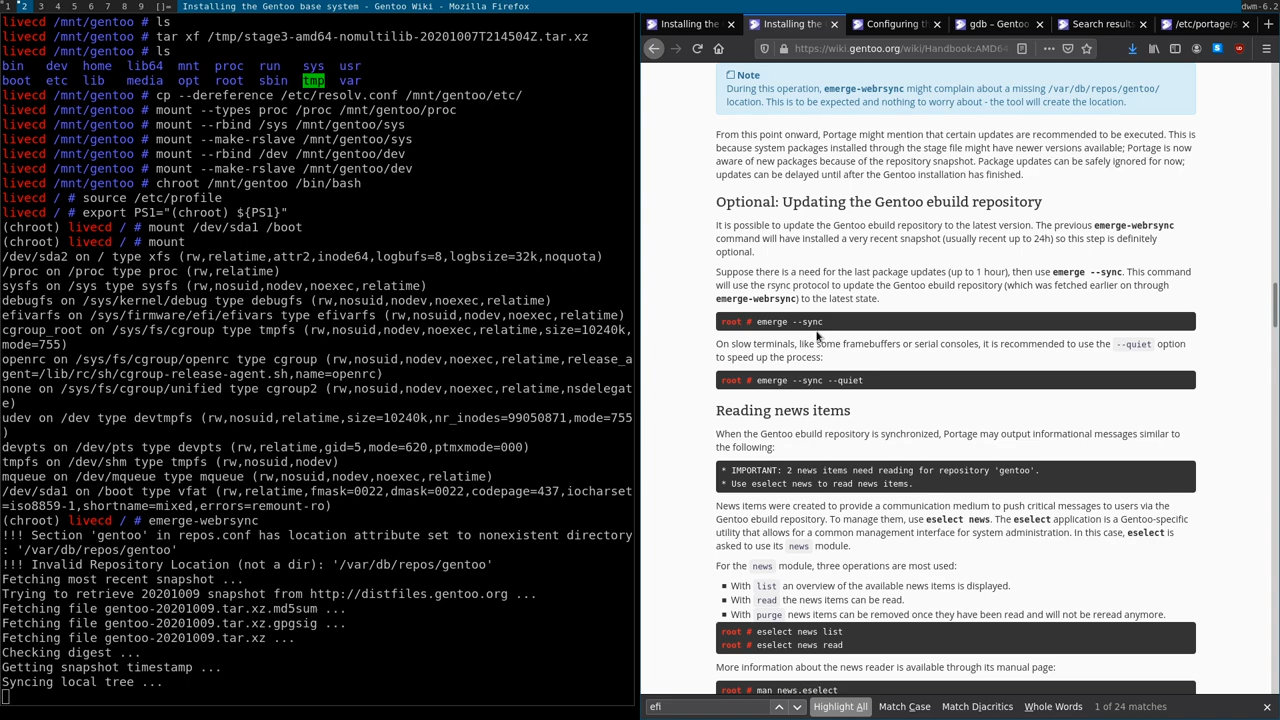 1 2 3 4 5 6 7 8 9 []= Installing the Gentoo base system - Gentoo Wiki - Mozilla Firefox dwm-6.2
livecd /mnt/gentoo # ls
livecd /mnt/gentoo # tar xf /tmp/stage3-amd64-nomultilib-20201007T214504Z.tar.xz
livecd /mnt/gentoo # ls
bin dev home lib64 mnt proc run sys usr
boot etc lib media opt root sbin tmp var
livecd /mnt/gentoo # cp --dereference /etc/resolv.conf /mnt/gentoo/etc/
livecd /mnt/gentoo # mount --types proc /proc /mnt/gentoo/proc
livecd /mnt/gentoo # mount --rbind /sys /mnt/gentoo/sys
livecd /mnt/gentoo # mount --make-rslave /mnt/gentoo/sys
livecd /mnt/gentoo # mount --rbind /dev /mnt/gentoo/dev
livecd /mnt/gentoo # mount --make-rslave /mnt/gentoo/dev
livecd /mnt/gentoo # chroot /mnt/gentoo /bin/bash
livecd / # source /etc/profile
livecd / # export PS1="(chroot) ${PS1}"
(chroot) livecd / # mount /dev/sda1 /boot
(chroot) livecd / # mount
/dev/sda2 on / type xfs (rw,relatime,attr2,inode64,logbufs=8,logbsize=32k,noquota)
/proc on /proc type proc (rw,relatime)
sysfs on /sys type sysfs (rw,nosuid,nodev,noexec,relatime)
debugfs on /sys/kernel/debug type debugfs (rw,nosuid,nodev,noexec,relatime)
efivarfs on /sys/firmware/efi/efivars type efivarfs (rw,nosuid,nodev,noexec,relatime)
cgroup_root on /sys/fs/cgroup type tmpfs (rw,nosuid,nodev,noexec,relatime,size=10240k,
mode=755)
openrc on /sys/fs/cgroup/openrc type cgroup (rw,nosuid,nodev,noexec,relatime,release_a
gent=/lib/rc/sh/cgroup-release-agent.sh,name=openrc)
none on /sys/fs/cgroup/unified type cgroup2 (rw,nosuid,nodev,noexec,relatime,nsdelegat
e)
udev on /dev type devtmpfs (rw,nosuid,relatime,size=10240k,nr_inodes=99050871,mode=755
)
devpts on /dev/pts type devpts (rw,relatime,gid=5,mode=620,ptmxmode=000)
tmpfs on /dev/shm type tmpfs (rw,nosuid,nodev)
mqueue on /dev/mqueue type mqueue (rw,nosuid,nodev,noexec,relatime)
/dev/sda1 on /boot type vfat (rw,relatime,fmask=0022,dmask=0022,codepage=437,iocharset
=iso8859-1,shortname=mixed,errors=remount-ro)
(chroot) livecd / # emerge-webrsync
!!! Section 'gentoo' in repos.conf has location attribute set to nonexistent directory
: '/var/db/repos/gentoo'
!!! Invalid Repository Location (not a dir): '/var/db/repos/gentoo'
Fetching most recent snapshot ...
Trying to retrieve 20201009 snapshot from http://distfiles.gentoo.org ...
Fetching file gentoo-20201009.tar.xz.md5sum ...
Fetching file gentoo-20201009.tar.xz.gpgsig ...
Fetching file gentoo-20201009.tar.xz ...
Checking digest ...
Getting snapshot timestamp ...
Syncing local tree ...
Installing the Installing the Configuring th gdb – Gentoo Search results /etc/portage/
https://wiki.gentoo.org/wiki/Handbook:AMD64
Note
During this operation, emerge-webrsync might complain about a missing /var/db/repos/gentoo/
location. This is to be expected and nothing to worry about - the tool will create the location.
From this point onward, Portage might mention that certain updates are recommended to be executed. This is
because system packages installed through the stage file might have newer versions available; Portage is now
aware of new packages because of the repository snapshot. Package updates can be safely ignored for now;
updates can be delayed until after the Gentoo installation has finished.
Optional: Updating the Gentoo ebuild repository
It is possible to update the Gentoo ebuild repository to the latest version. The previous emerge-webrsync
command will have installed a very recent snapshot (usually recent up to 24h) so this step is definitely
optional.
Suppose there is a need for the last package updates (up to 1 hour), then use emerge --sync. This command
will use the rsync protocol to update the Gentoo ebuild repository (which was fetched earlier on through
emerge-webrsync) to the latest state.
root # emerge --sync
On slow terminals, like some framebuffers or serial consoles, it is recommended to use the --quiet option
to speed up the process:
root # emerge --sync --quiet
Reading news items
When the Gentoo ebuild repository is synchronized, Portage may output informational messages similar to
the following:
* IMPORTANT: 2 news items need reading for repository 'gentoo'.
* Use eselect news to read news items.
News items were created to provide a communication medium to push critical messages to users via the
Gentoo ebuild repository. To manage them, use eselect news. The eselect application is a Gentoo-specific
utility that allows for a common management interface for system administration. In this case, eselect is
asked to use its news module.
For the news module, three operations are most used:
▪ With list an overview of the available news items is displayed.
▪ With read the news items can be read.
▪ With purge news items can be removed once they have been read and will not be reread anymore.
root # eselect news list
root # eselect news read
More information about the news reader is available through its manual page:
root # man news.eselect
efi Highlight All Match Case Match Diacritics Whole Words 1 of 24 matches